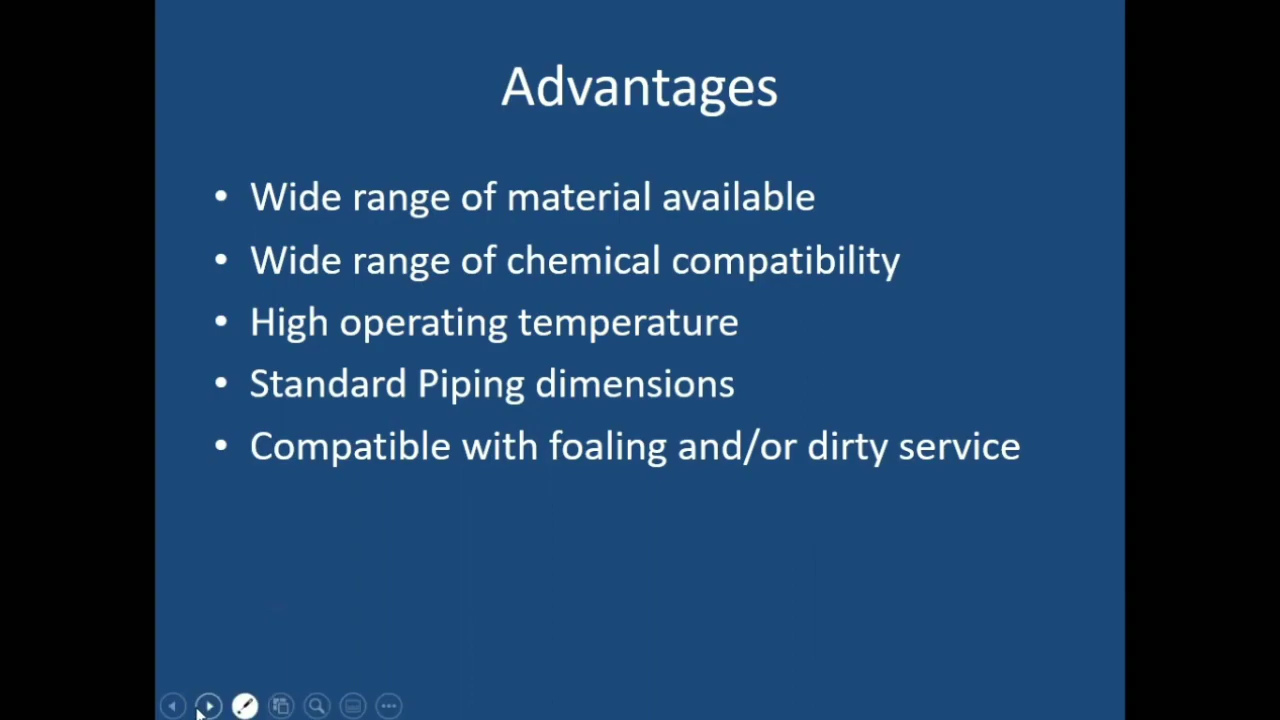 Advantages
• Wide range of material available
• Wide range of chemical compatibility
• High operating temperature
• Standard Piping dimensions
• Compatible with foaling and/or dirty service